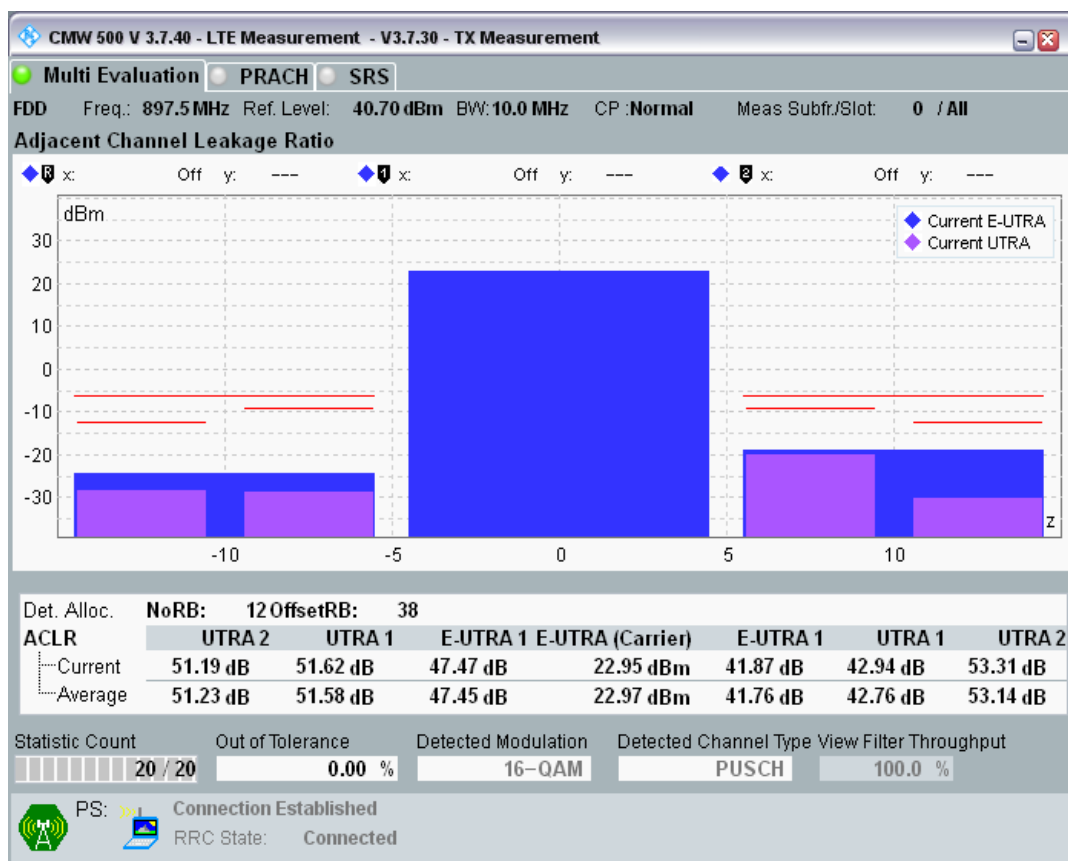 CMW 500 V 3.7.40 - LTE Measurement - V3.7.30 - TX Measurement
Multi Evaluation PRACH SRS
FDD Freq.: 897.5 MHz Ref. Level: 40.70 dBm BW: 10.0 MHz CP :Normal Meas Subfr./Slot: 0 / All
Adjacent Channel Leakage Ratio
R x: Off y: --- 1 x: Off y: --- 2 x: Off y: ---
dBm
Current E-UTRA
Current UTRA
30
20
10
0
-10
-20
-30
z
-10 -5 0 5 10
Det. Alloc. NoRB: 12 OffsetRB: 38
ACLR UTRA 2 UTRA 1 E-UTRA 1 E-UTRA (Carrier) E-UTRA 1 UTRA 1 UTRA 2
Current 51.19 dB 51.62 dB 47.47 dB 22.95 dBm 41.87 dB 42.94 dB 53.31 dB
Average 51.23 dB 51.58 dB 47.45 dB 22.97 dBm 41.76 dB 42.76 dB 53.14 dB
Statistic Count Out of Tolerance Detected Modulation Detected Channel Type View Filter Throughput
20 / 20 0.00 % 16-QAM PUSCH 100.0 %
PS: Connection Established
RRC State: Connected